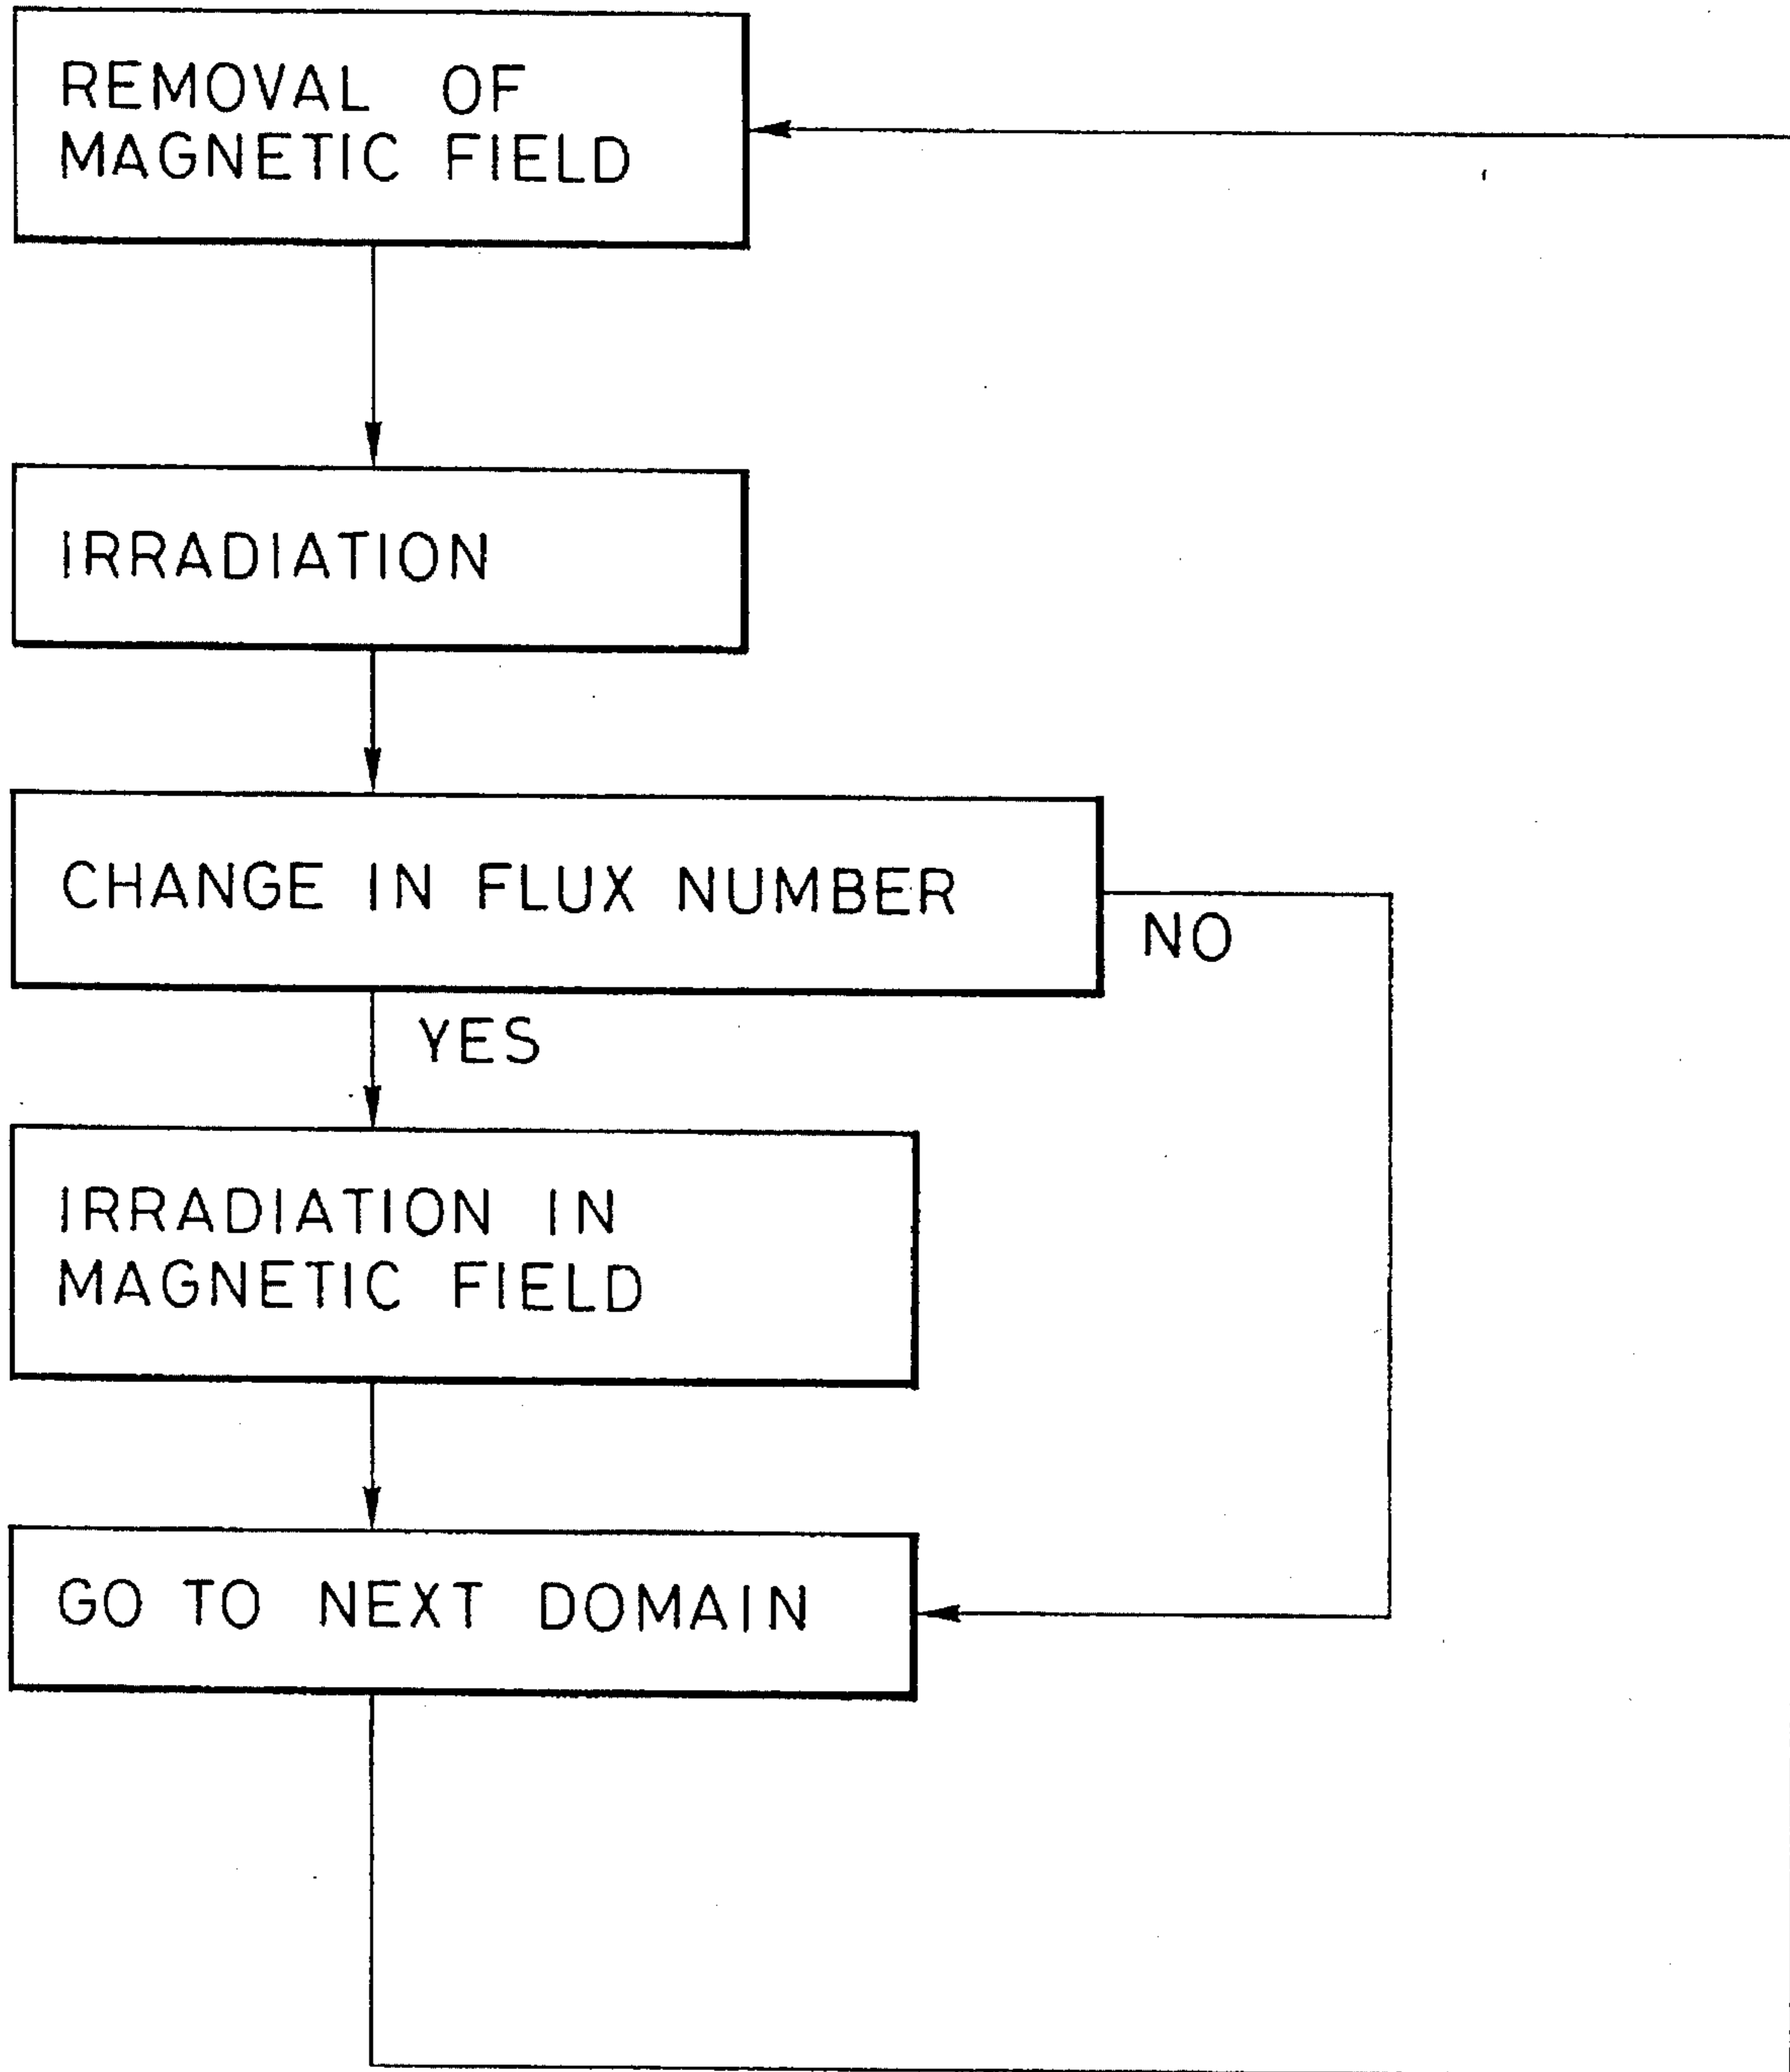 REMOVAL OF
MAGNETIC FIELD
IRRADIATION
CHANGE IN FLUX NUMBER
NO
YES
IRRADIATION IN
MAGNETIC FIELD
GO TO NEXT DOMAIN